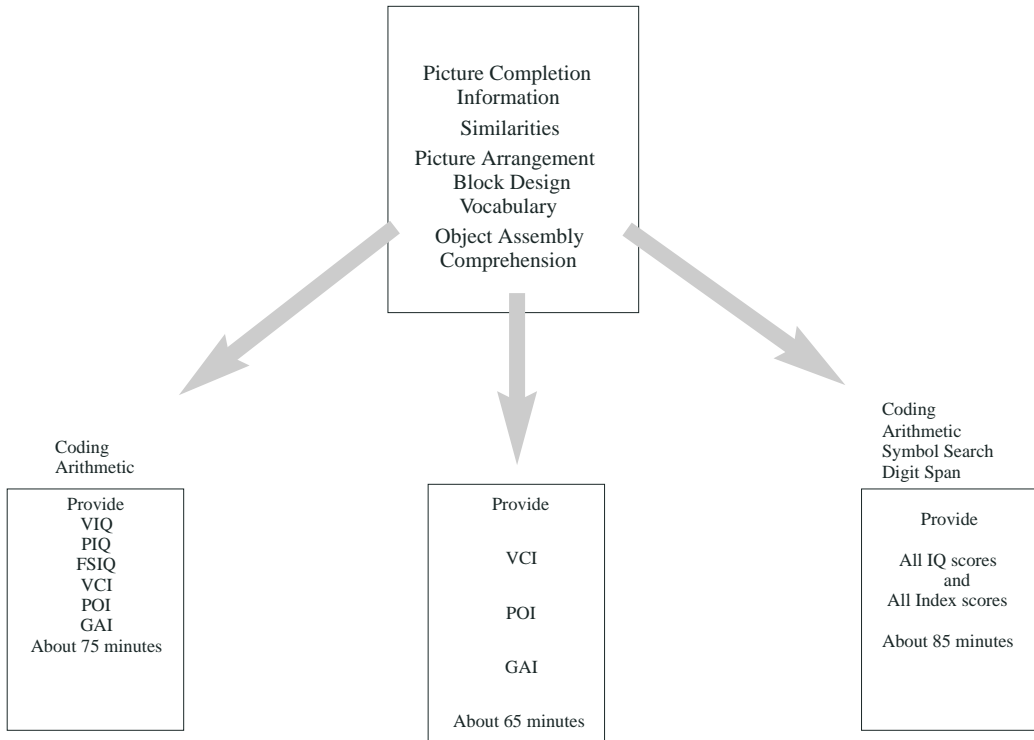 Picture Completion
Information
Similarities
Picture Arrangement
Block Design
Vocabulary
Object Assembly
Comprehension
Coding
Arithmetic
Provide
VIQ
PIQ
FSIQ
VCI
POI
GAI
About 75 minutes
Provide
VCI
POI
GAI
About 65 minutes
Coding
Arithmetic
Symbol Search
Digit Span
Provide
All IQ scores
and
All Index scores
About 85 minutes